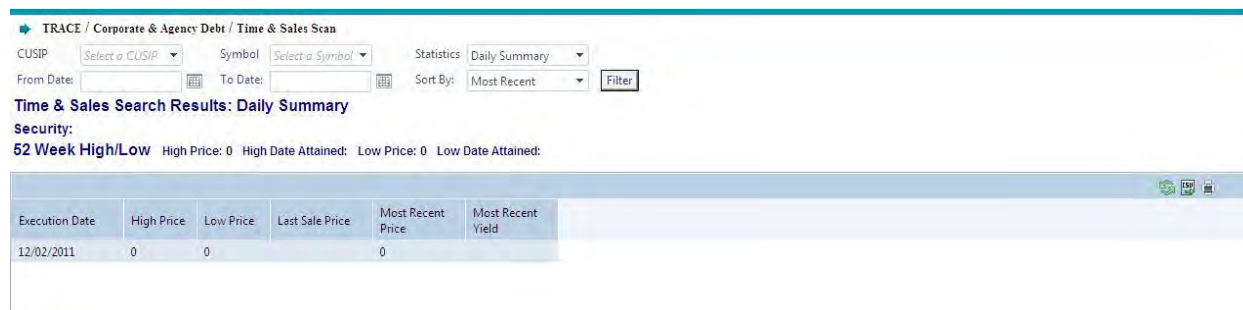 TRACE / Corporate & Agency Debt / Time & Sales Scan
CUSIP Select a CUSIP Symbol Select a Symbol Statistics Daily Summary
From Date: To Date: Sort By: Most Recent Filter
Time & Sales Search Results: Daily Summary
Security:
52 Week High/Low High Price: 0 High Date Attained: Low Price: 0 Low Date Attained:
Execution Date High Price Low Price Last Sale Price Most Recent Price Most Recent Yield
12/02/2011 0 0 0